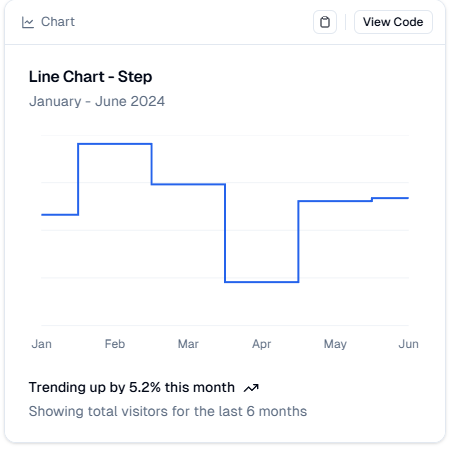 Chart
View Code
Line Chart - Step
January - June 2024
Jan Feb Mar Apr May Jun
Trending up by 5.2% this month
Showing total visitors for the last 6 months